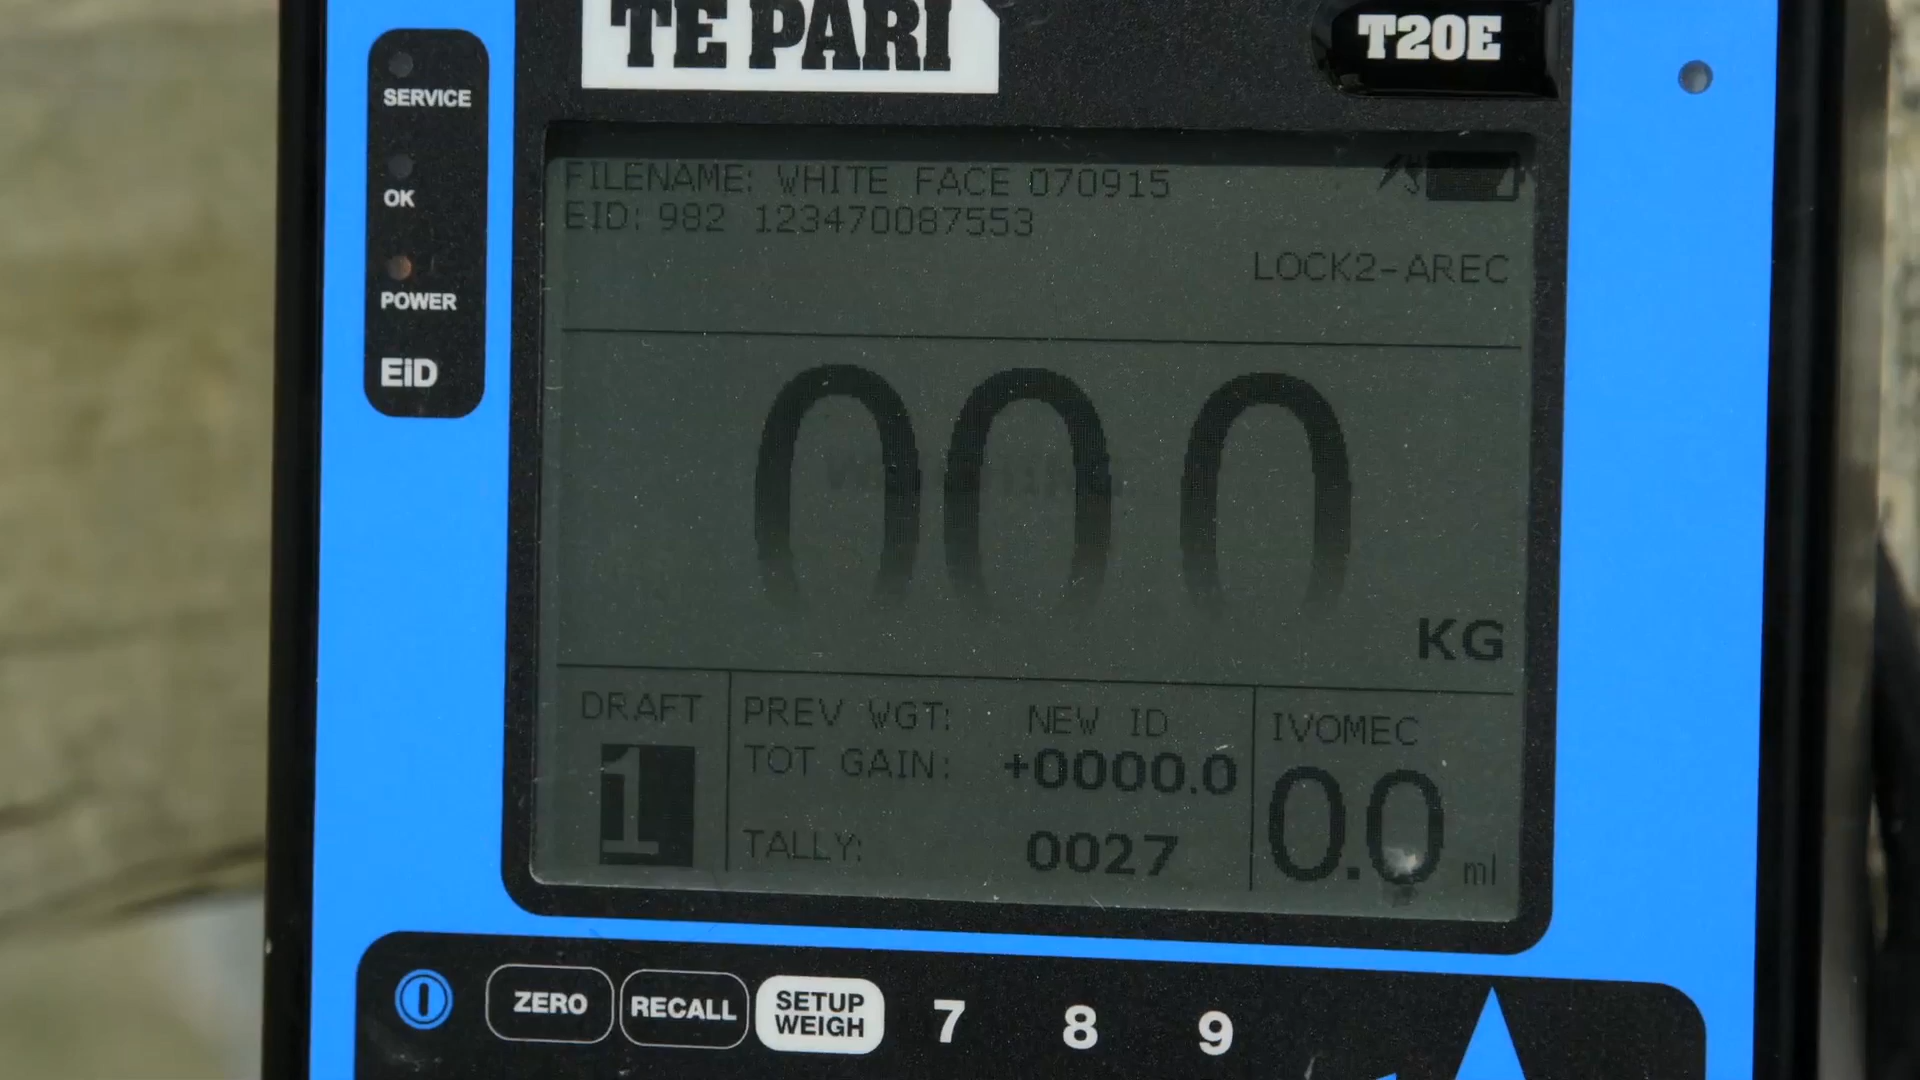 TE PARI
T20E
SERVICE
OK
POWER
EiD
FILENAME: WHITE FACE 070915
EID: 982 123470087553
LOCK2-AREC
00 0
KG
DRAFT
1
PREV WGT: NEW ID
TOT GAIN: +0000.0
TALLY: 0027
IVOMEC
0.0 ml
ZERO
RECALL
SETUP
WEIGH
7 8 9